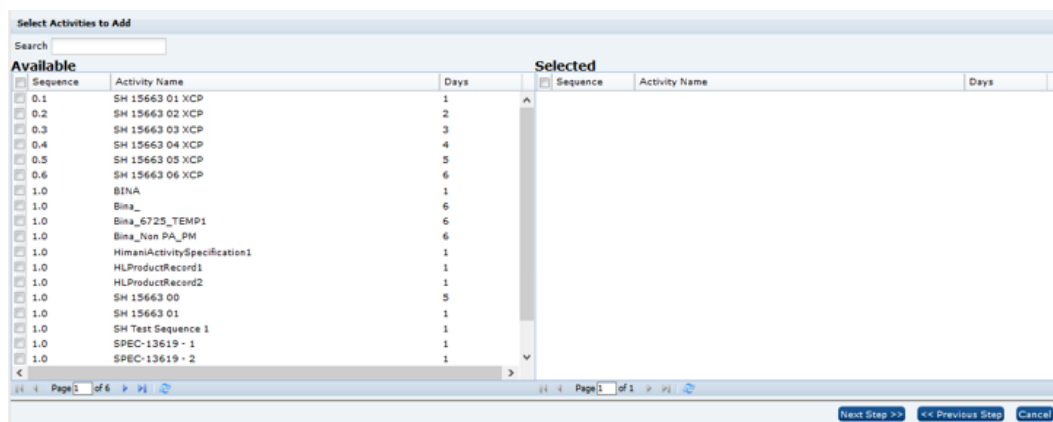 Select Activities to Add
Search
Available
Selected
Sequence Activity Name Days
Sequence Activity Name Days
0.1 SH 15663 01 XCP 1
0.2 SH 15663 02 XCP 2
0.3 SH 15663 03 XCP 3
0.4 SH 15663 04 XCP 4
0.5 SH 15663 05 XCP 5
0.6 SH 15663 06 XCP 6
1.0 BINA 1
1.0 Bina_ 6
1.0 Bina_6725_TEMP1 6
1.0 Bina_Non PA_PM 6
1.0 HimaniActivitySpecification1 1
1.0 HLProductRecord1 1
1.0 HLProductRecord2 1
1.0 SH 15663 00 5
1.0 SH 15663 01 1
1.0 SH Test Sequence 1 1
1.0 SPEC-13619 - 1 1
1.0 SPEC-13619 - 2 1
Page 1 of 6
Page 1 of 1
Next Step >> << Previous Step Cancel